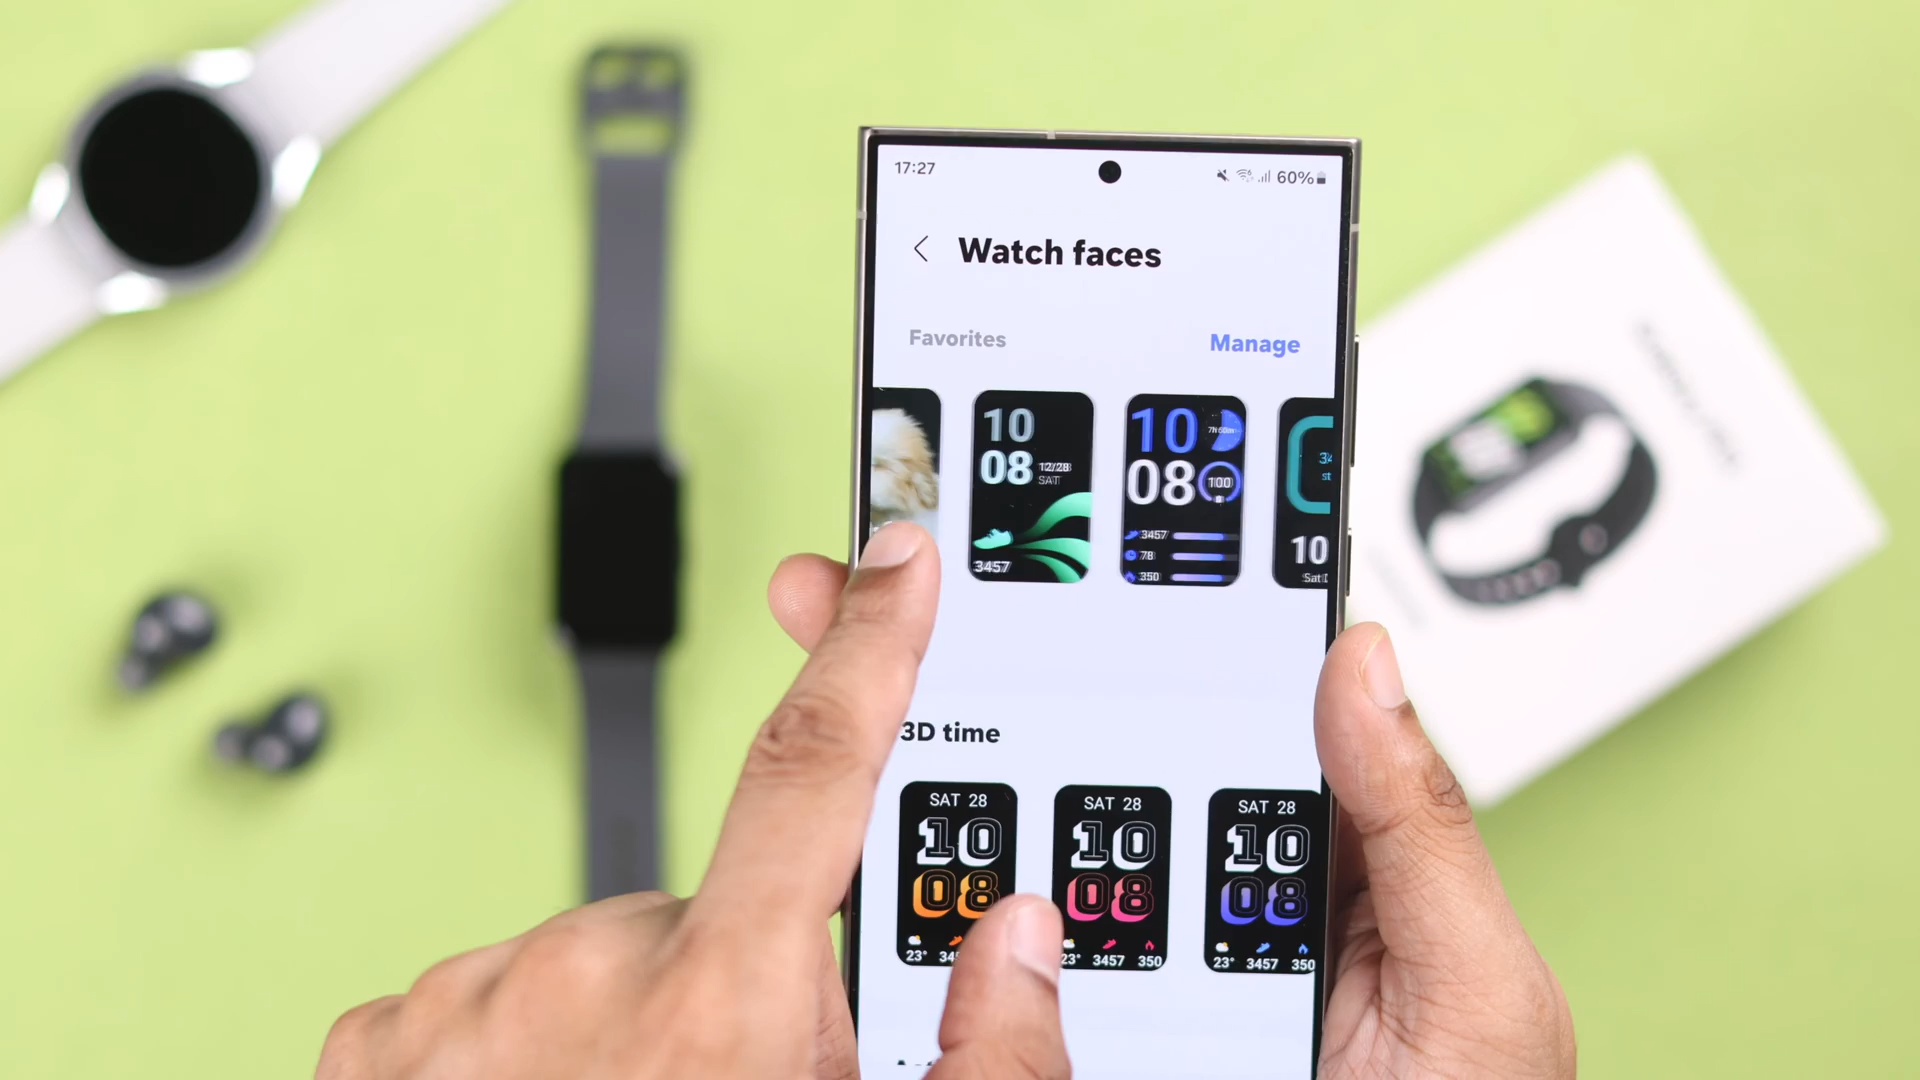 17:27
60%
Watch faces
Favorites
Manage
10
08
12/28
SAT
3457
10
08
100
3457
78
350
10
3D time
SAT 28
10
08
23°
SAT 28
10
08
23° 3457 350
SAT 28
10
08
23° 3457 350